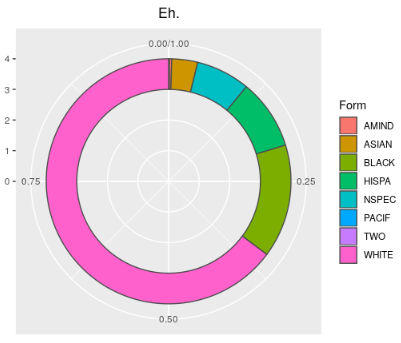 Eh.
0.00/1.00
4
3
2
1
0
0.75
0.25
0.50
Form
AMIND
ASIAN
BLACK
HISPA
NSPEC
PACIF
TWO
WHITE